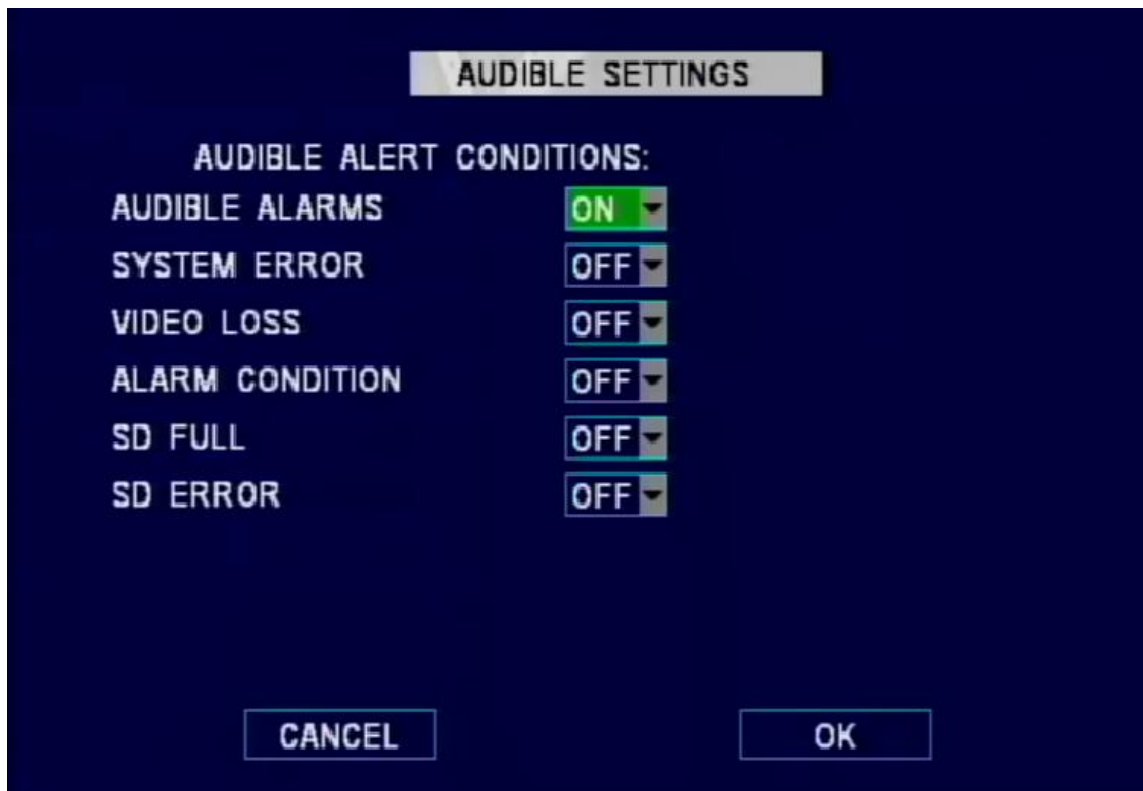 AUDIBLE SETTINGS
AUDIBLE ALERT CONDITIONS:
AUDIBLE ALARMS ON
SYSTEM ERROR OFF
VIDEO LOSS OFF
ALARM CONDITION OFF
SD FULL OFF
SD ERROR OFF
CANCEL OK